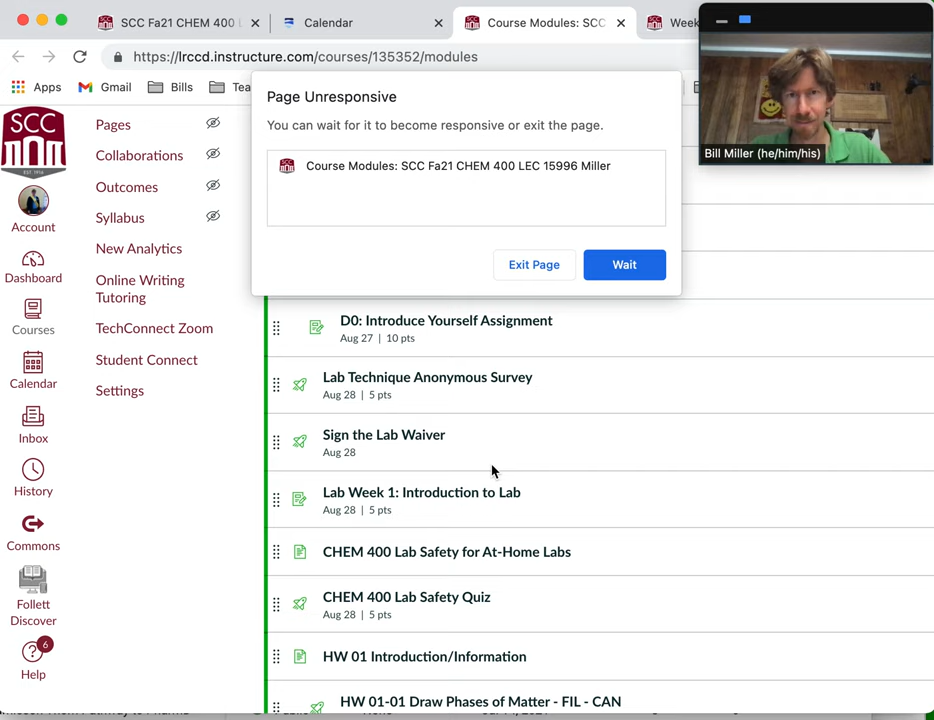 SCC Fa21 CHEM 400
Calendar
Course Modules: SCC
Week
https://lrccd.instructure.com/courses/135352/modules
Apps
Gmail
Bills
Tea
Bill Miller (he/him/his)
Page Unresponsive
You can wait for it to become responsive or exit the page.
Course Modules: SCC Fa21 CHEM 400 LEC 15996 Miller
Exit Page
Wait
SCC
EST. 1916
Account
Dashboard
Courses
Calendar
Inbox
History
Commons
Follett
Discover
6
Help
Pages
Collaborations
Outcomes
Syllabus
New Analytics
Online Writing
Tutoring
TechConnect Zoom
Student Connect
Settings
D0: Introduce Yourself Assignment
Aug 27 | 10 pts
Lab Technique Anonymous Survey
Aug 28 | 5 pts
Sign the Lab Waiver
Aug 28
Lab Week 1: Introduction to Lab
Aug 28 | 5 pts
CHEM 400 Lab Safety for At-Home Labs
CHEM 400 Lab Safety Quiz
Aug 28 | 5 pts
HW 01 Introduction/Information
HW 01-01 Draw Phases of Matter - FIL - CAN